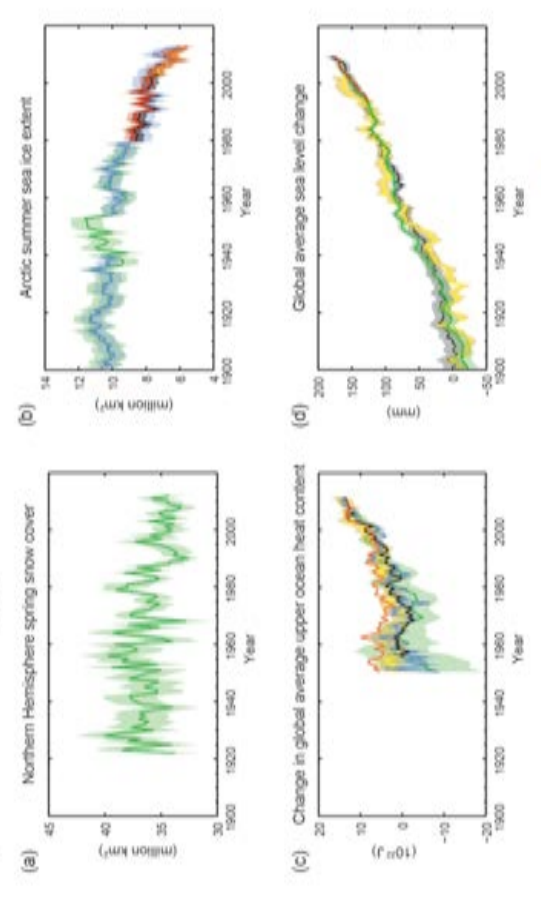 (a)
Northern Hemisphere spring snow cover
(million km²)
45
40
35
30
1900 1920 1940 1960 1980 2000
Year
(b)
Arctic summer sea ice extent
(million km²)
14
12
10
8
6
4
1900 1920 1940 1960 1980 2000
Year
(c)
Change in global average upper ocean heat content
(10²² J)
20
10
0
−10
−20
1900 1920 1940 1960 1980 2000
Year
(d)
Global average sea level change
(mm)
200
150
100
50
0
−50
1900 1920 1940 1960 1980 2000
Year